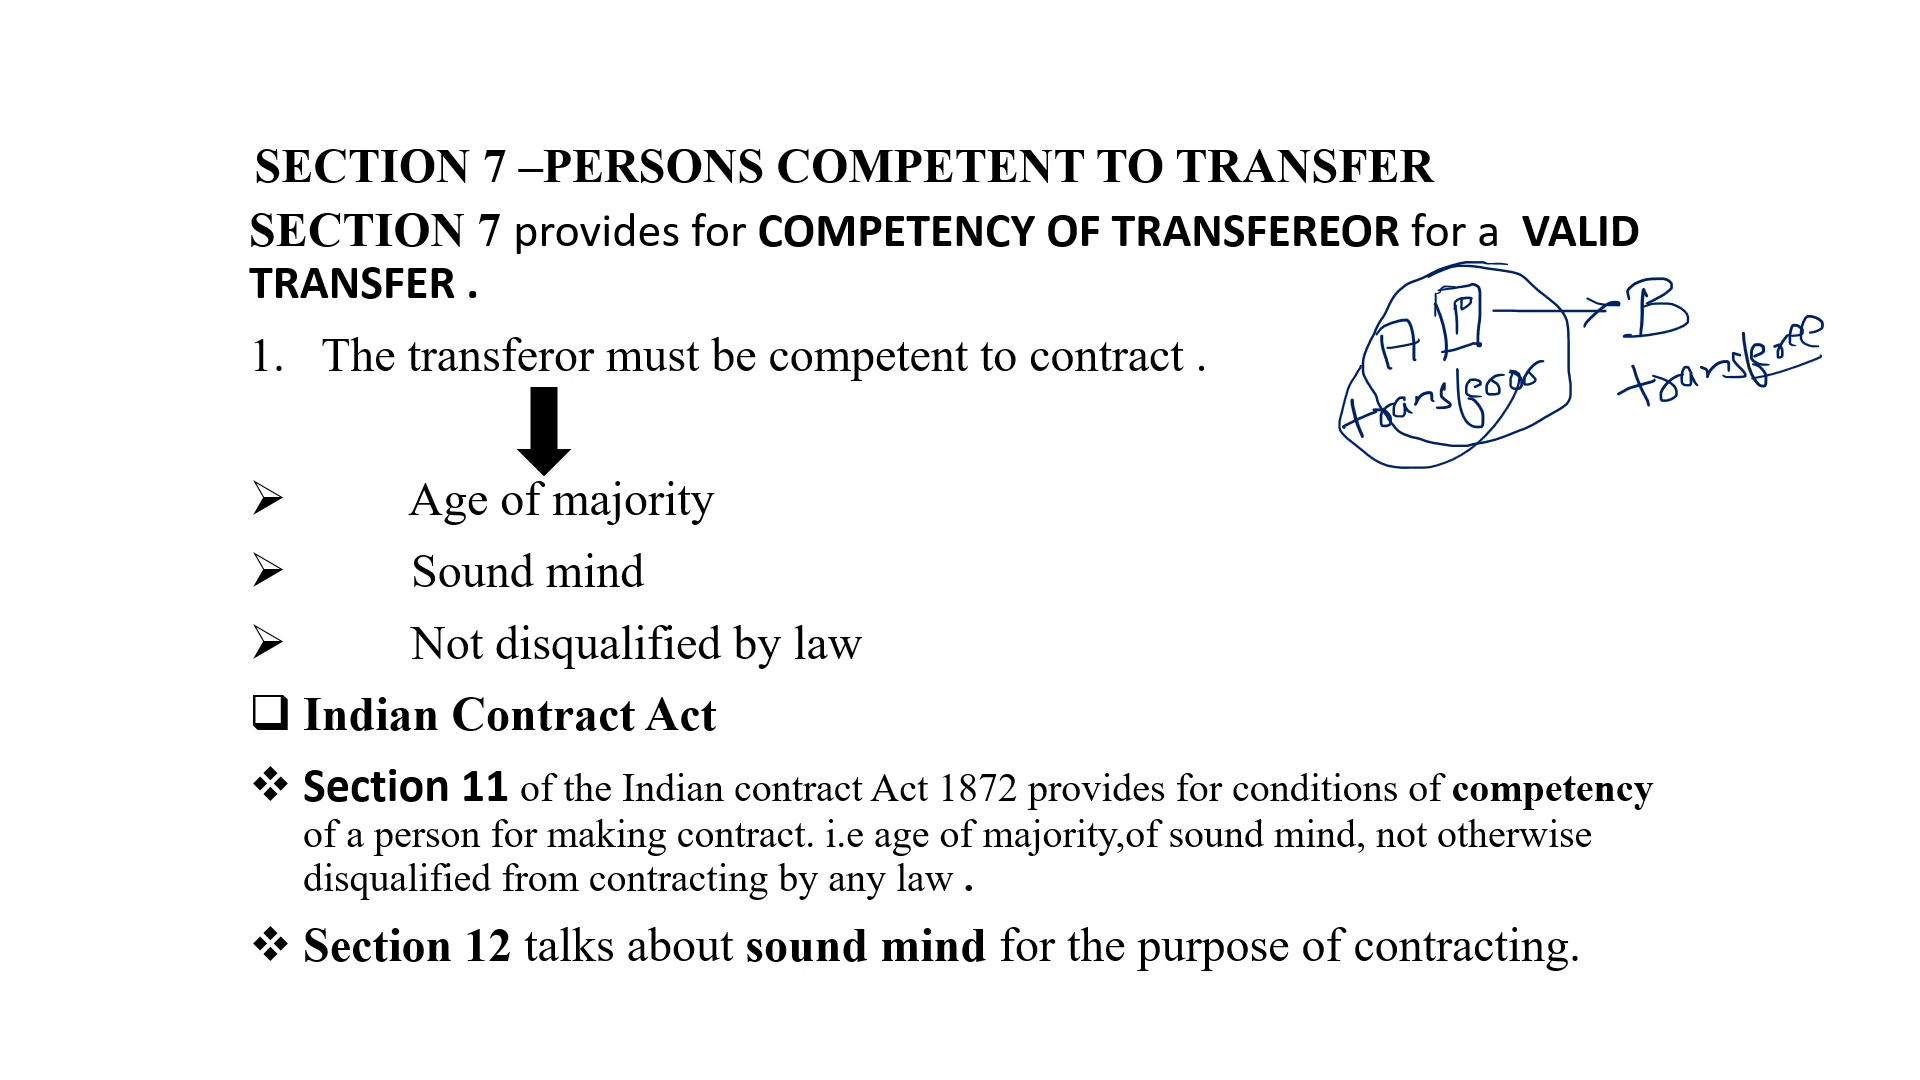 SECTION 7 –PERSONS COMPETENT TO TRANSFER
SECTION 7 provides for COMPETENCY OF TRANSFEREOR for a VALID
TRANSFER .
A P B
transferor transferee
1. The transferor must be competent to contract .
Age of majority
Sound mind
Not disqualified by law
Indian Contract Act
Section 11 of the Indian contract Act 1872 provides for conditions of competency
of a person for making contract. i.e age of majority,of sound mind, not otherwise
disqualified from contracting by any law .
Section 12 talks about sound mind for the purpose of contracting.